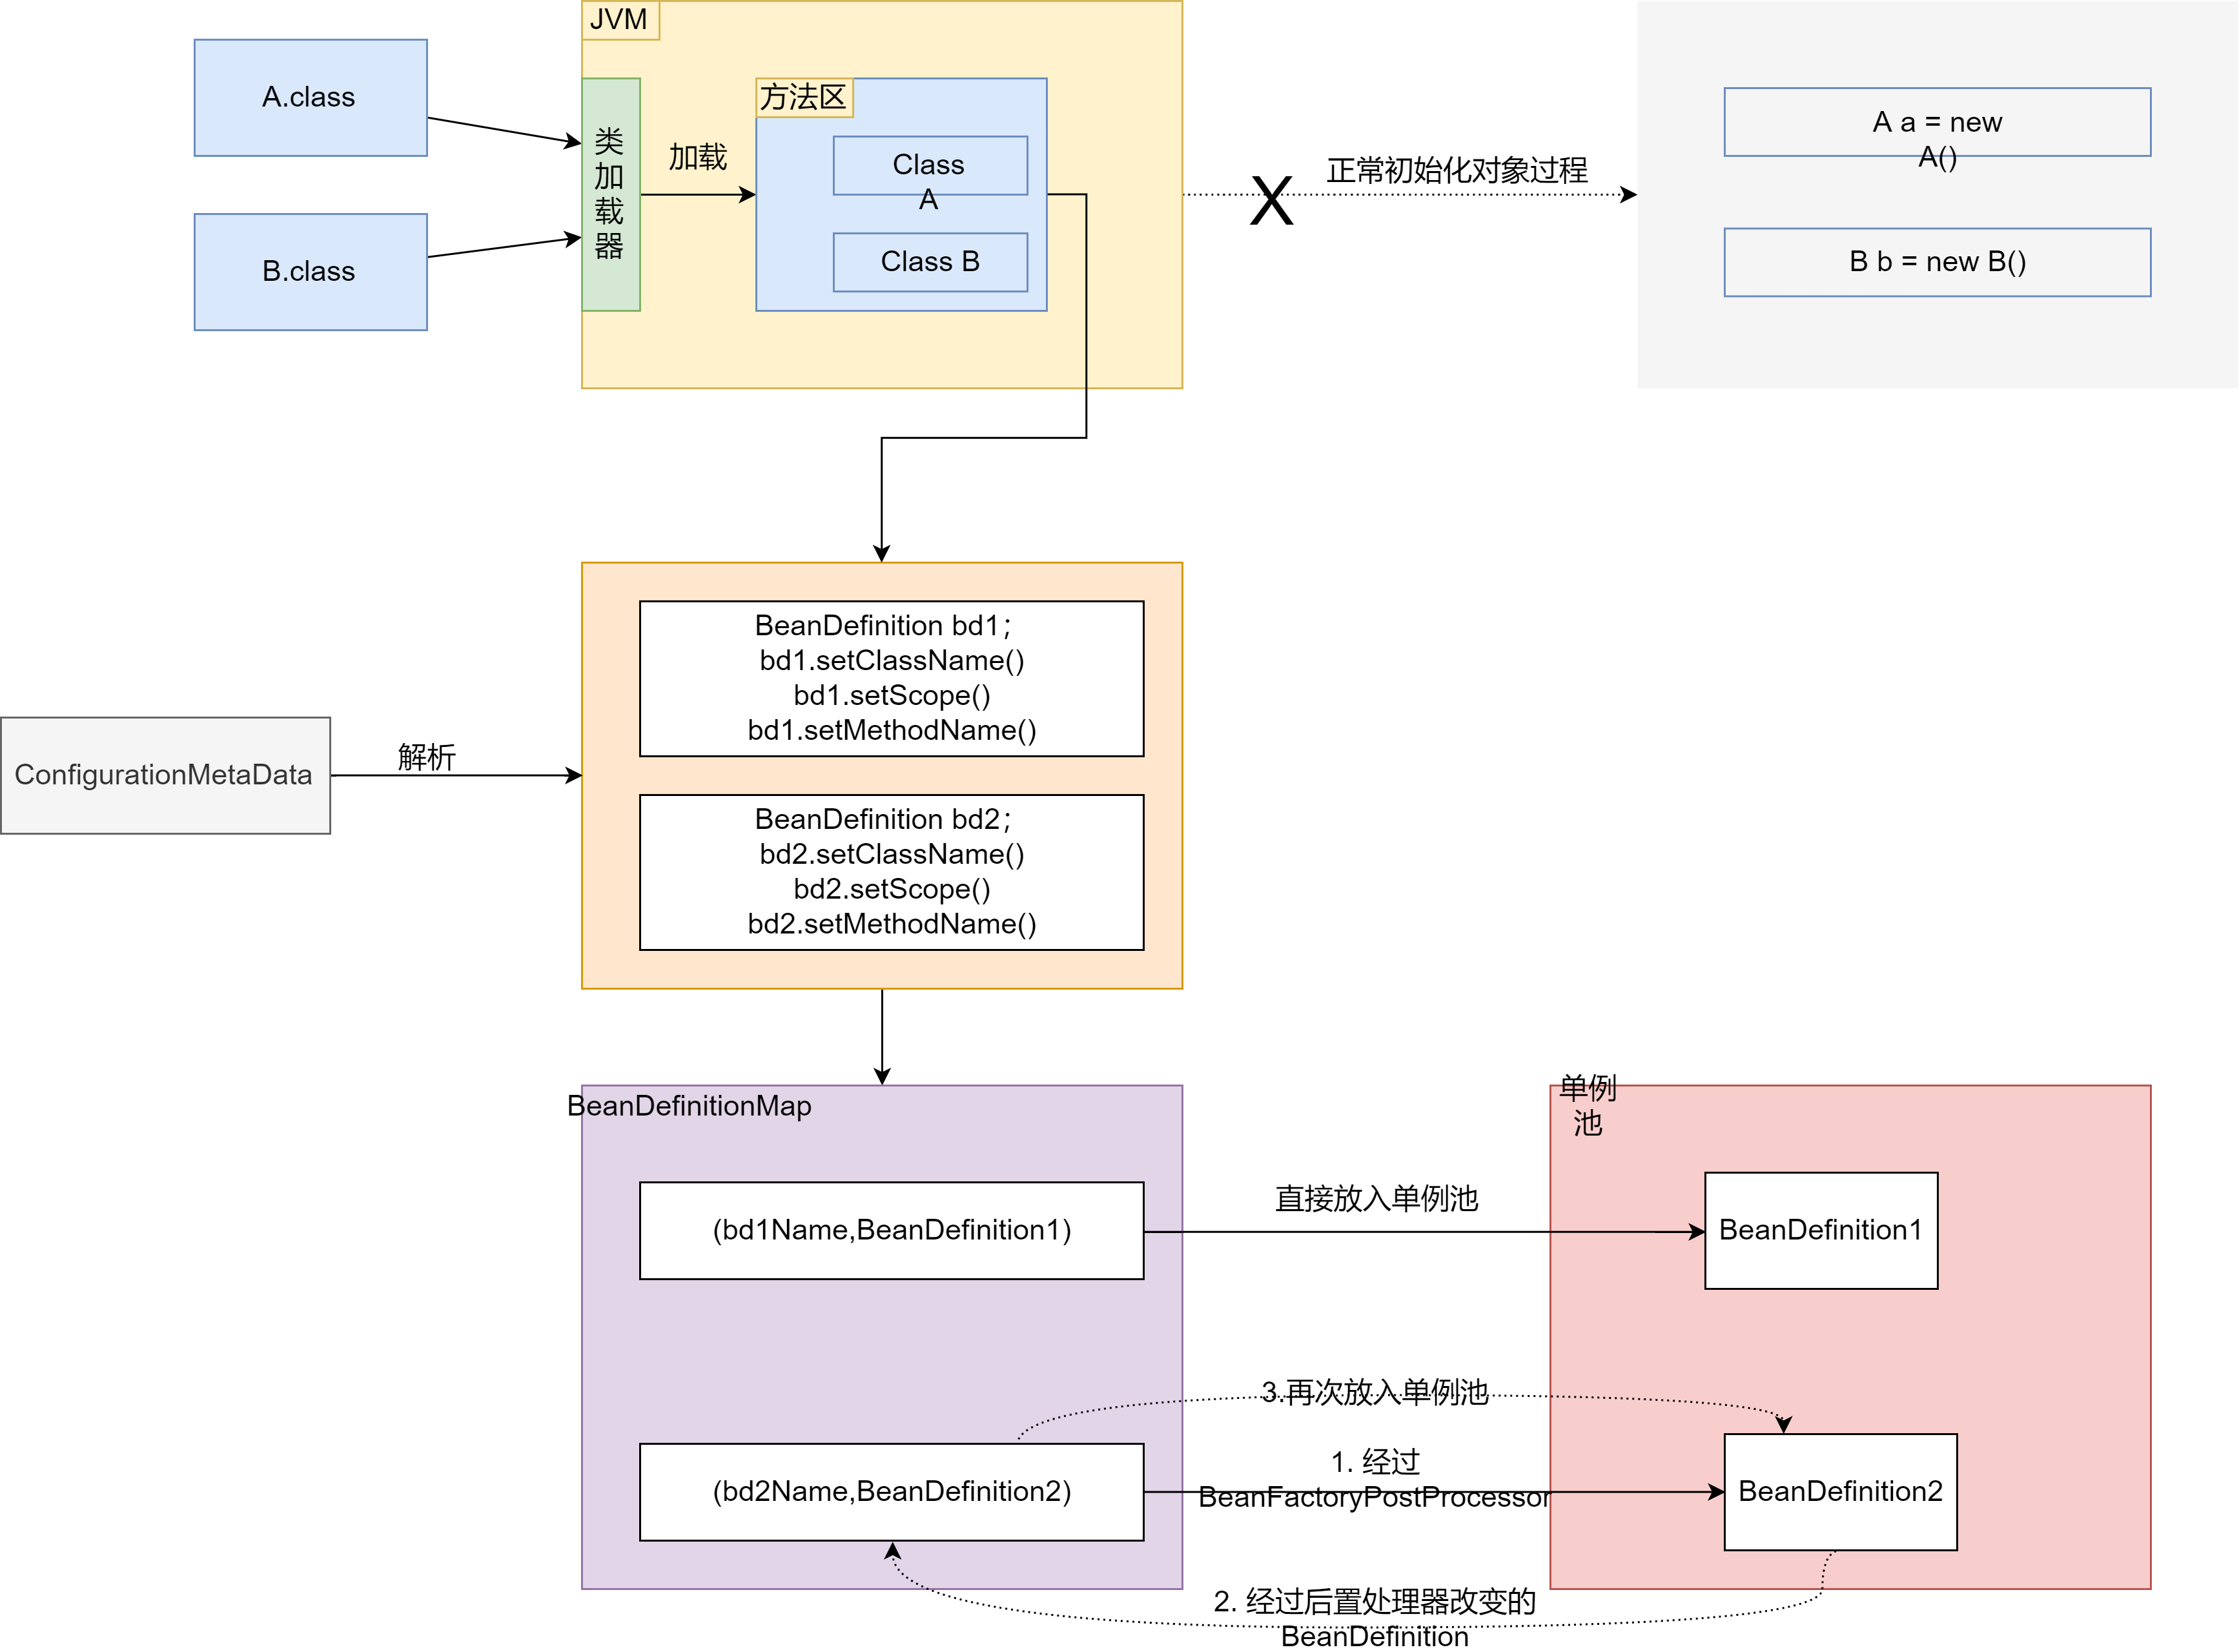 JVM
A.class
类
加
载
器
加载
方法区
Class
A
Class B
B.class
正常初始化对象过程
X
A a = new
A()
B b = new B()
BeanDefinition bd1；
bd1.setClassName()
bd1.setScope()
bd1.setMethodName()
ConfigurationMetaData
解析
BeanDefinition bd2；
bd2.setClassName()
bd2.setScope()
bd2.setMethodName()
BeanDefinitionMap
单例
池
(bd1Name,BeanDefinition1)
直接放入单例池
BeanDefinition1
3.再次放入单例池
(bd2Name,BeanDefinition2)
1. 经过
BeanFactoryPostProcessor
BeanDefinition2
2. 经过后置处理器改变的
BeanDefinition